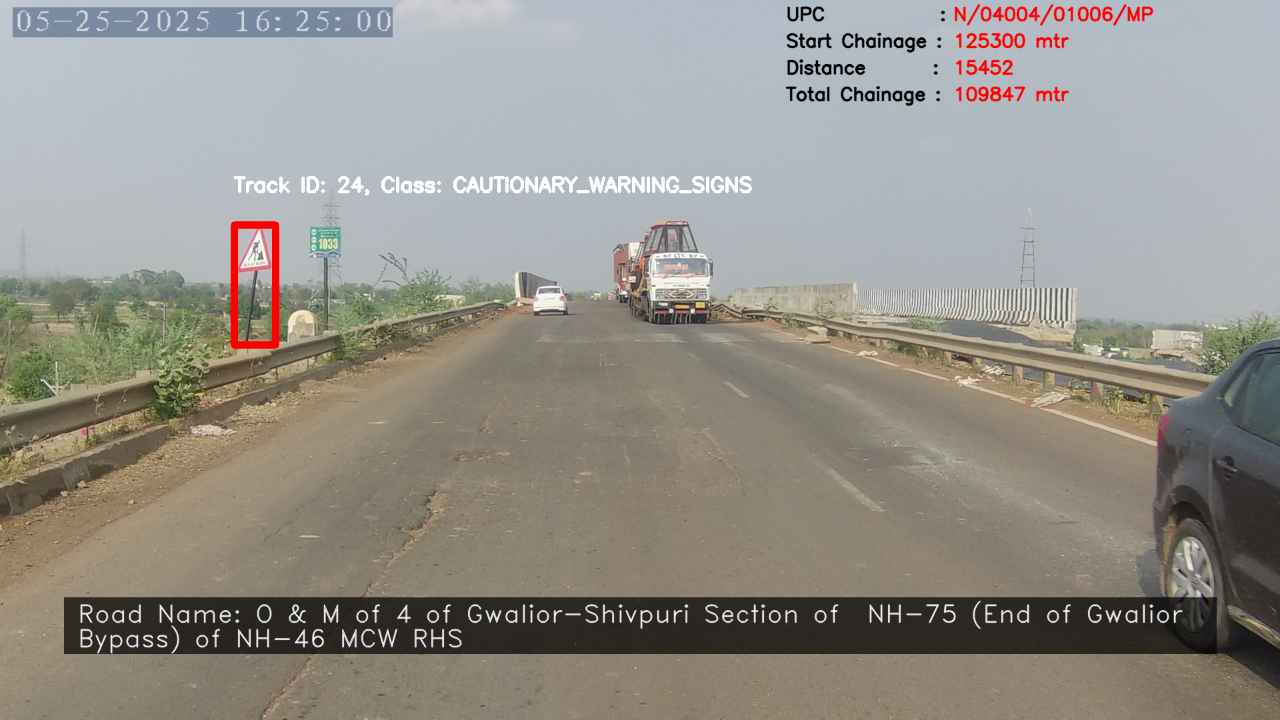 05-25-2025 16:25:00
UPC : N/04004/01006/MP
Start Chainage : 125300 mtr
Distance : 15452
Total Chainage : 109847 mtr
Track ID: 24, Class: CAUTIONARY_WARNING_SIGNS
1033
Road Name: O & M of 4 of Gwalior-Shivpuri Section of NH-75 (End of Gwalior
Bypass) of NH-46 MCW RHS